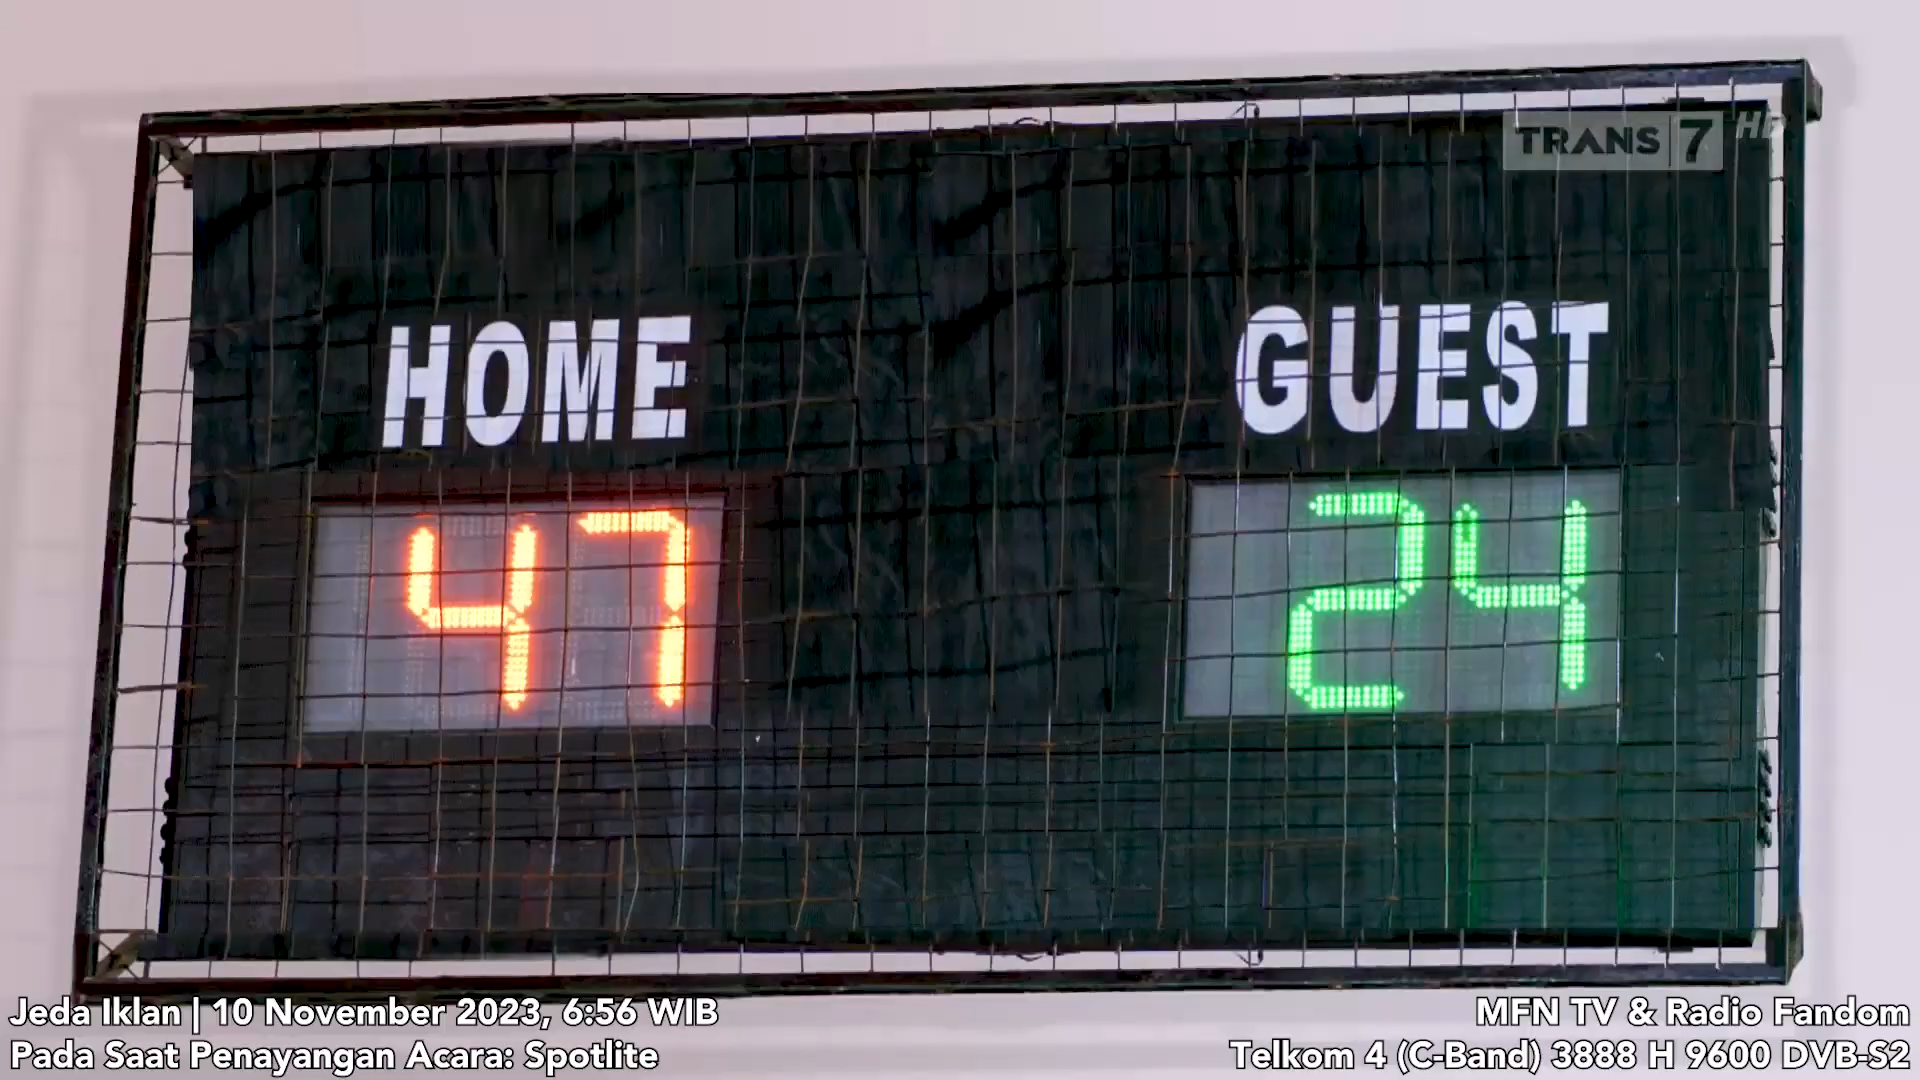 TRANS 7 HD
HOME GUEST
47 24
Jeda Iklan | 10 November 2023, 6:56 WIB
Pada Saat Penayangan Acara: Spotlite
MFN TV & Radio Fandom
Telkom 4 (C-Band) 3888 H 9600 DVB-S2